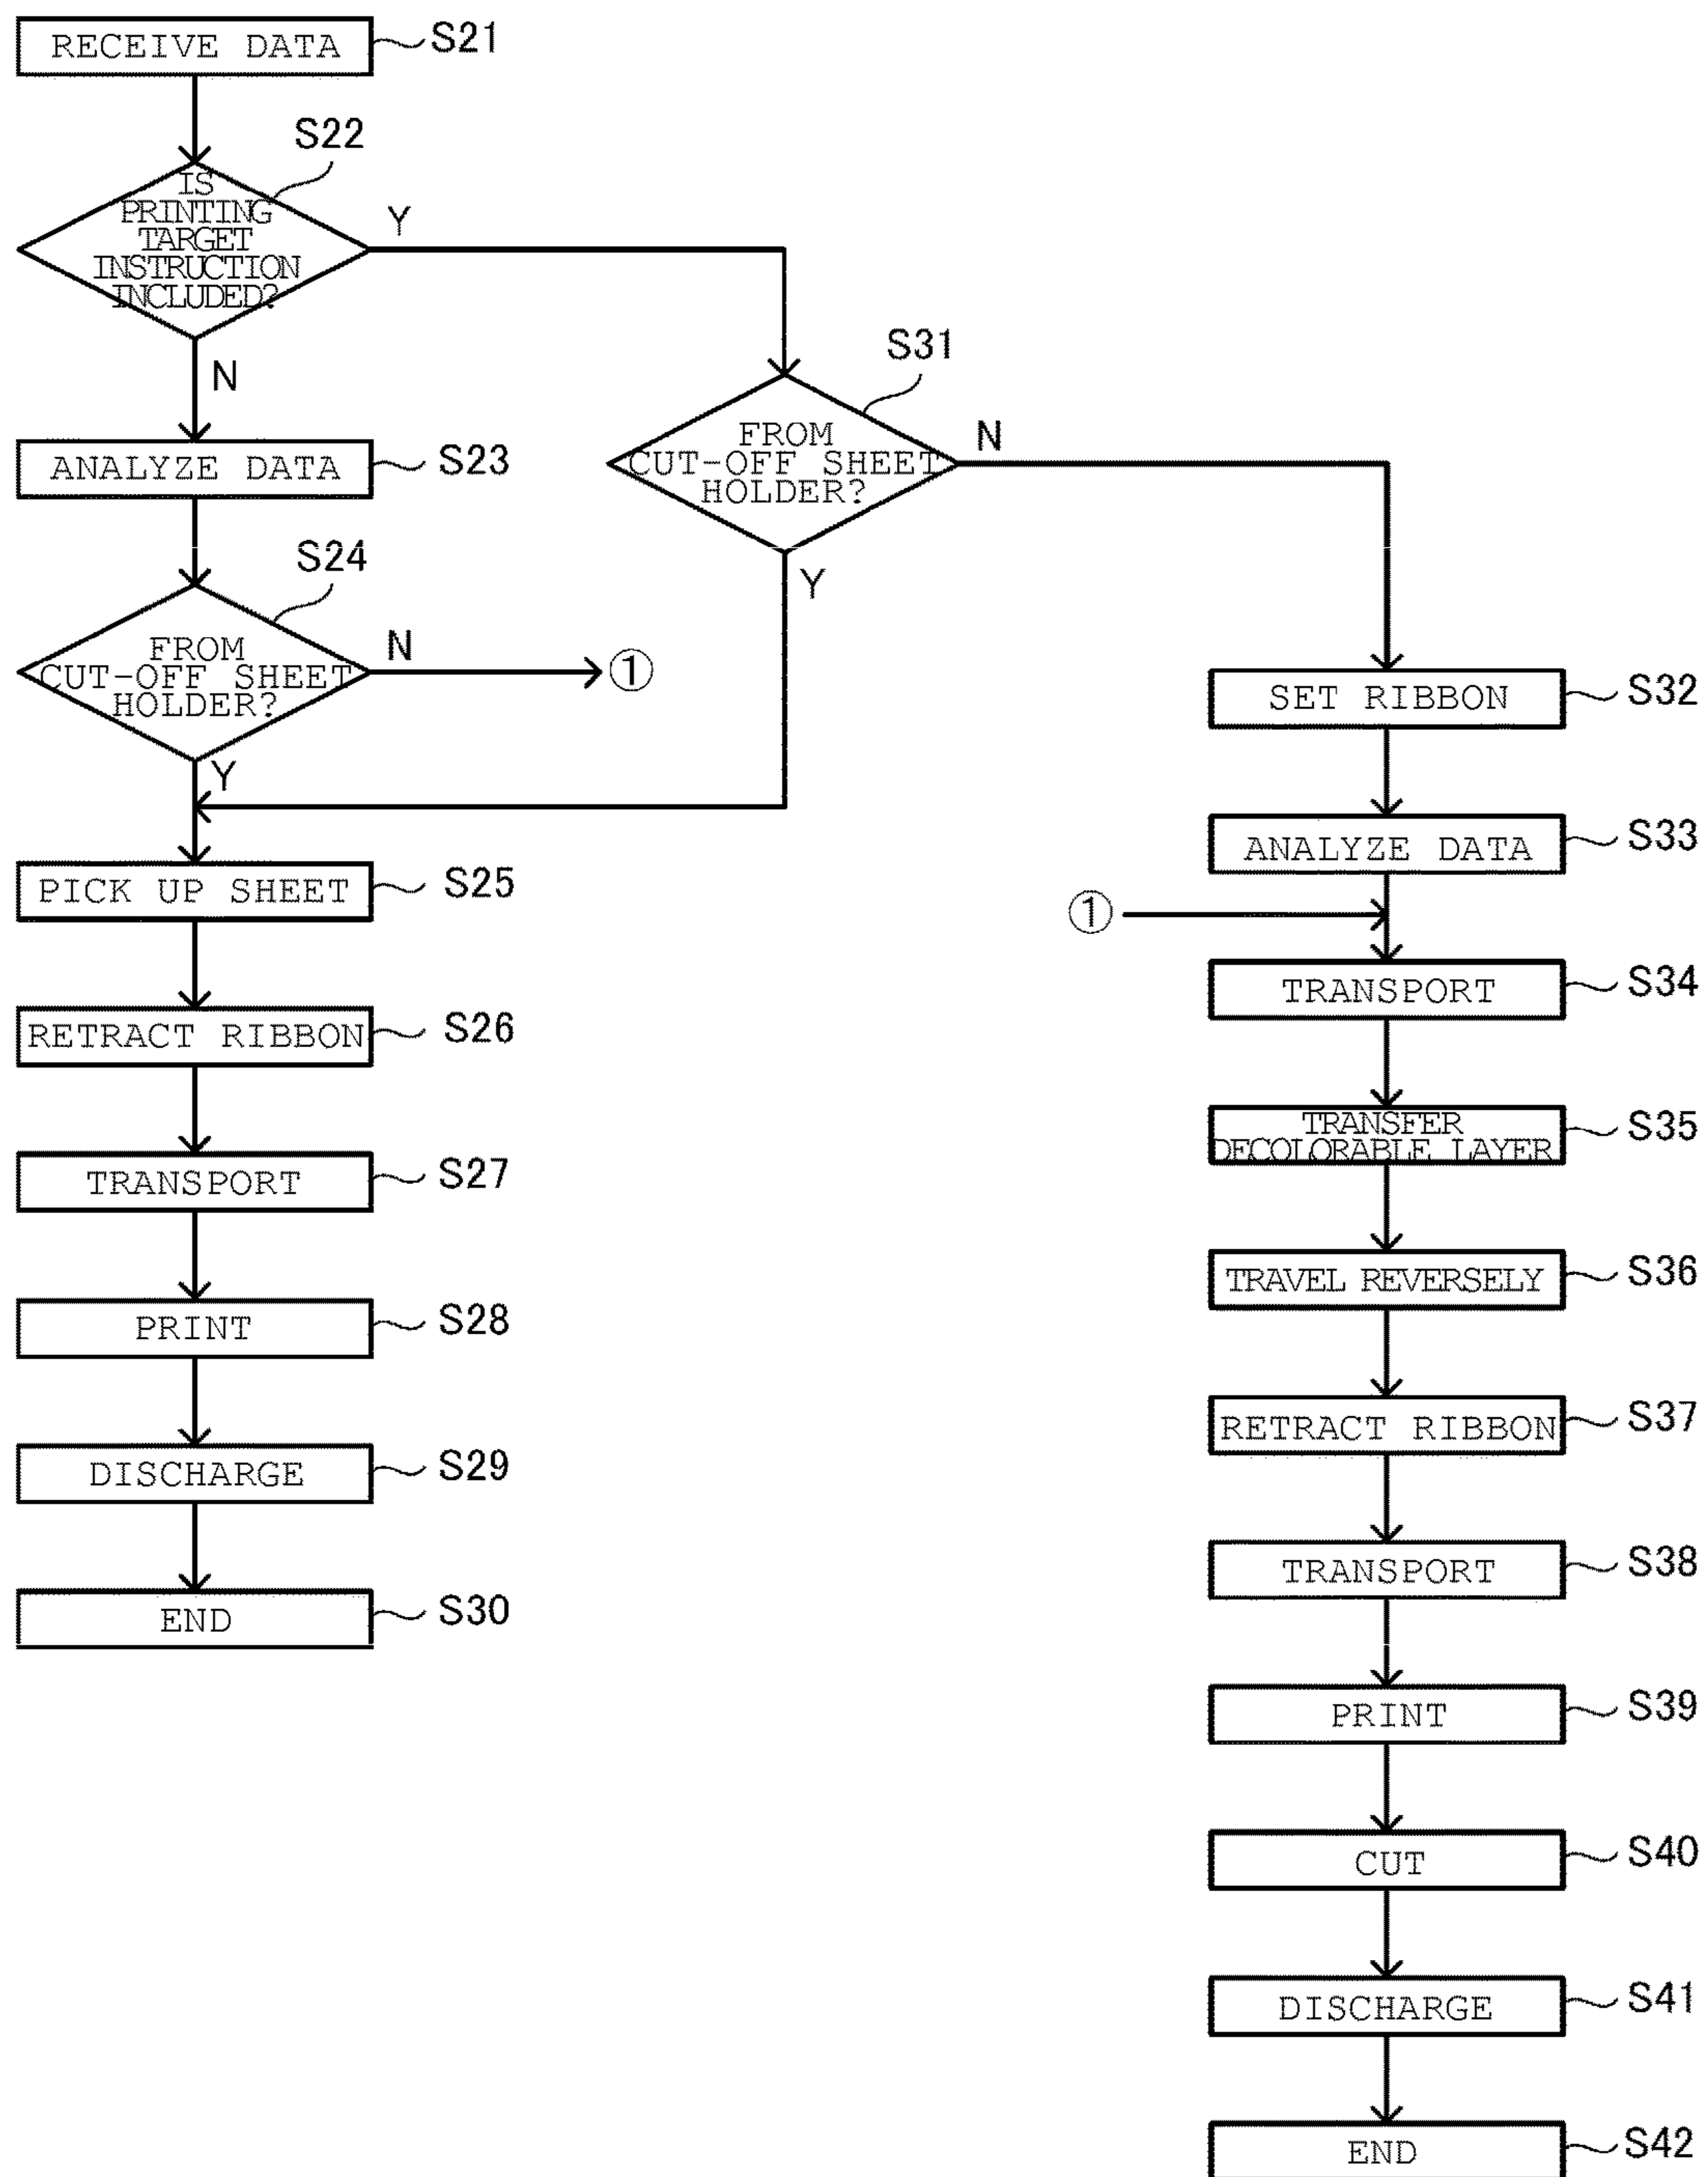 RECEIVE DATA
S21
S22
IS
PRINTING
TARGET
INSTRUCTION
INCLUDED?
Y
N
ANALYZE DATA
S23
S24
FROM
CUT-OFF SHEET
HOLDER?
N
①
Y
PICK UP SHEET
S25
RETRACT RIBBON
S26
TRANSPORT
S27
PRINT
S28
DISCHARGE
S29
END
S30
S31
FROM
CUT-OFF SHEET
HOLDER?
N
Y
SET RIBBON
S32
ANALYZE DATA
S33
①
TRANSPORT
S34
TRANSFER
DECOLORABLE LAYER
S35
TRAVEL REVERSELY
S36
RETRACT RIBBON
S37
TRANSPORT
S38
PRINT
S39
CUT
S40
DISCHARGE
S41
END
S42